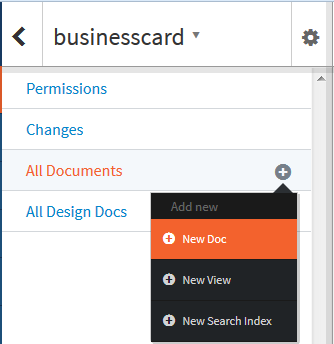 businesscard
Permissions
Changes
All Documents
All Design Docs
Add new
New Doc
New View
New Search Index